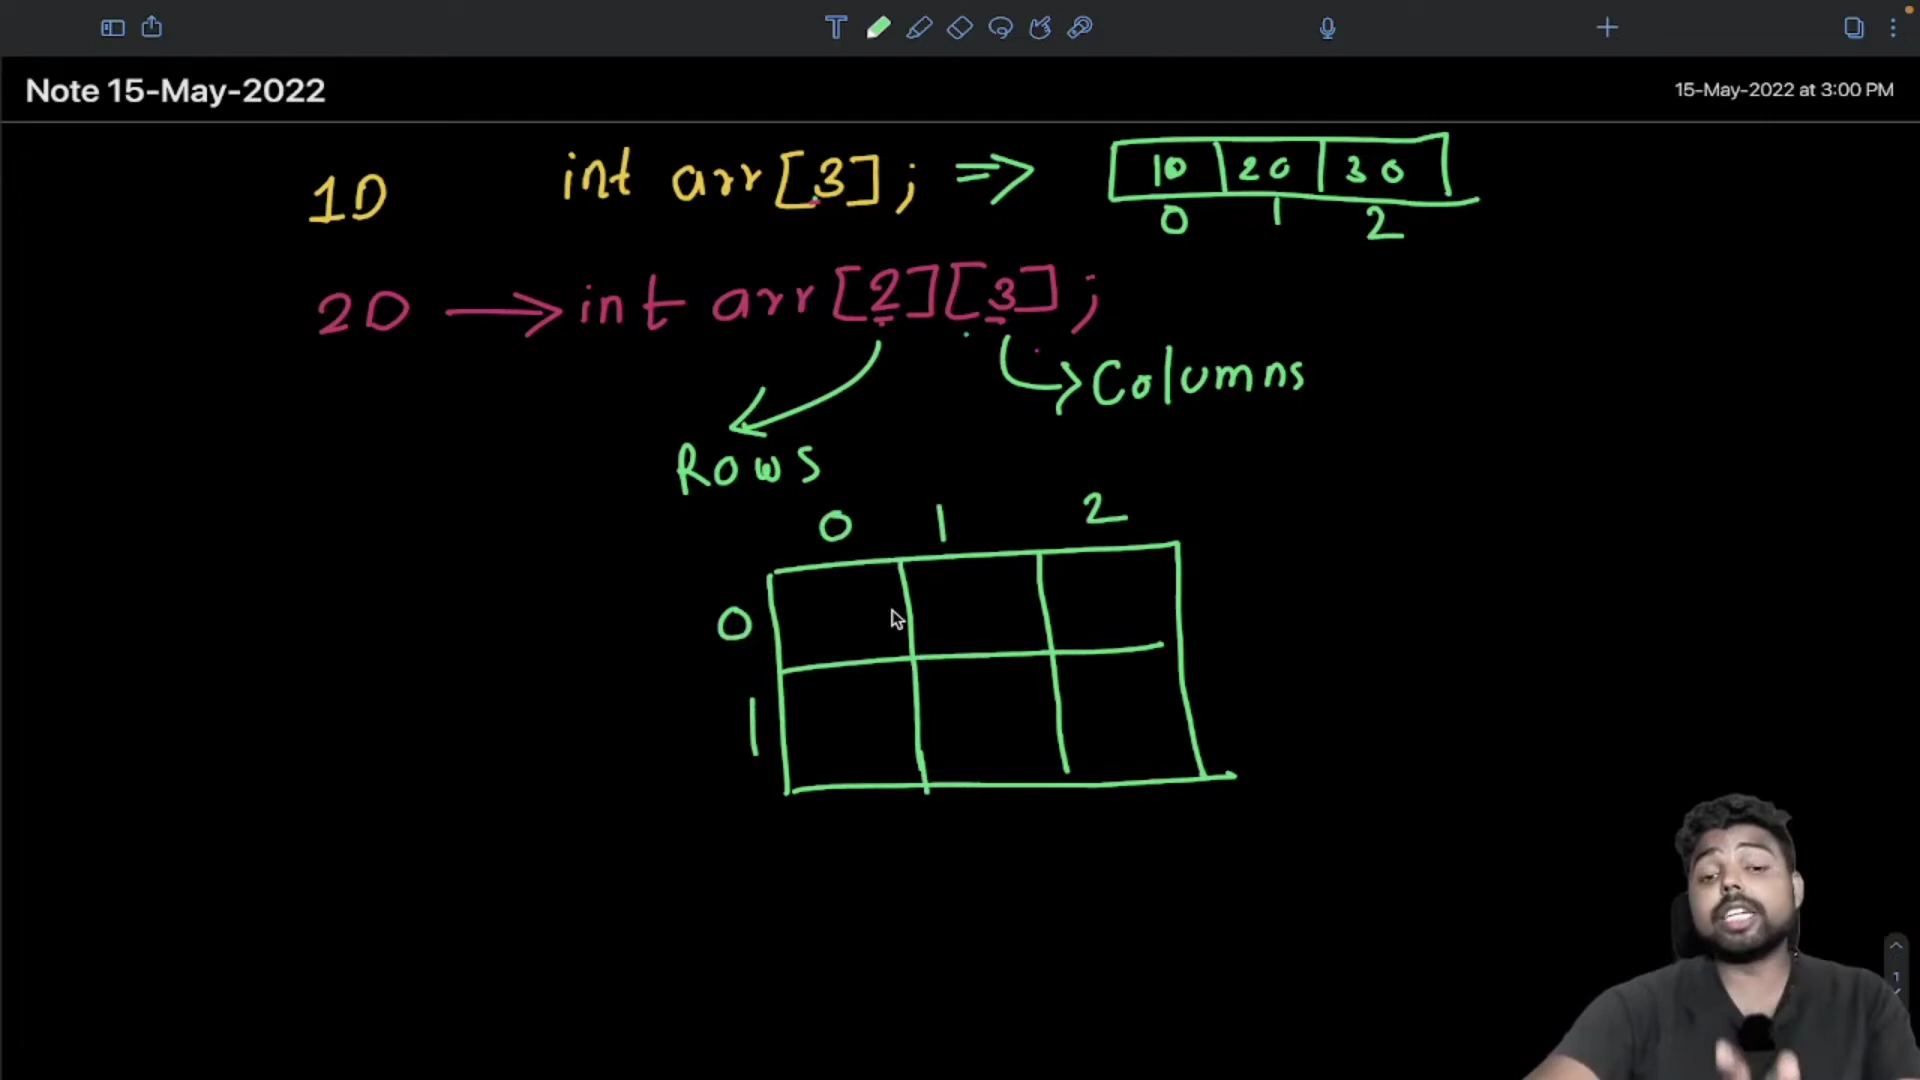 Note 15-May-2022
15-May-2022 at 3:00 PM
1D int arr[3]; => 10 20 30
0 1 2
2D → int arr[2][3];
Columns
Rows
0 1 2
0
1
1